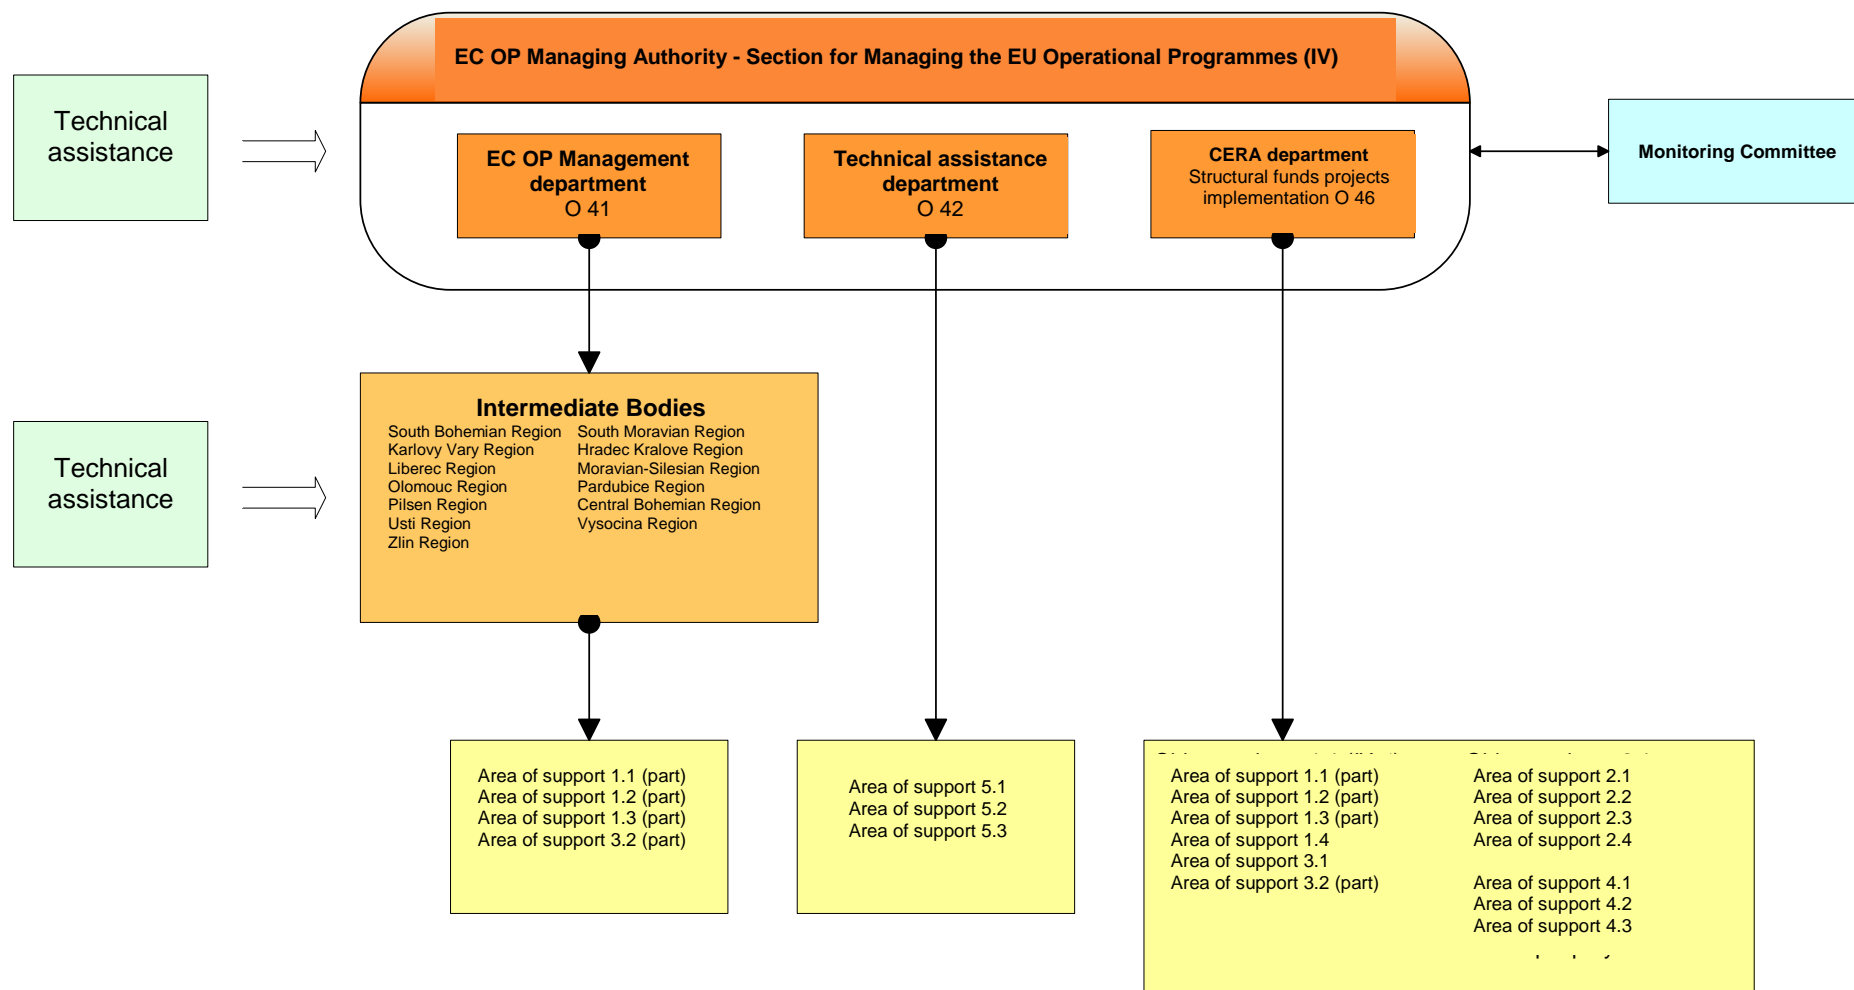 EC OP Managing Authority - Section for Managing the EU Operational Programmes (IV)
Technical
assistance
EC OP Management
department
O 41
Technical assistance
department
O 42
CERA department
Structural funds projects
implementation O 46
Monitoring Committee
Technical
assistance
Intermediate Bodies
South Bohemian Region
Karlovy Vary Region
Liberec Region
Olomouc Region
Pilsen Region
Usti Region
Zlin Region
South Moravian Region
Hradec Kralove Region
Moravian-Silesian Region
Pardubice Region
Central Bohemian Region
Vysocina Region
Area of support 1.1 (part)
Area of support 1.2 (part)
Area of support 1.3 (part)
Area of support 3.2 (part)
Area of support 5.1
Area of support 5.2
Area of support 5.3
Area of support 1.1 (part)
Area of support 1.2 (part)
Area of support 1.3 (part)
Area of support 1.4
Area of support 3.1
Area of support 3.2 (part)
Area of support 2.1
Area of support 2.2
Area of support 2.3
Area of support 2.4
Area of support 4.1
Area of support 4.2
Area of support 4.3